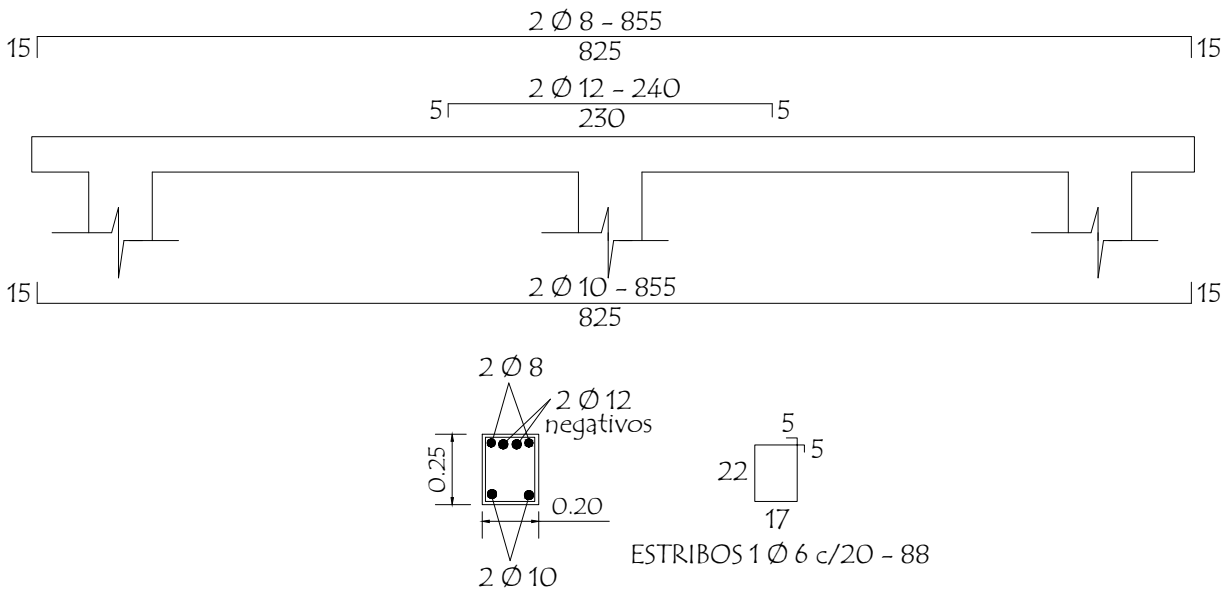 2 Ø 8 - 855
15
15
825
2 Ø 12 - 240
5
5
230
2 Ø 10 - 855
15
15
825
2 Ø 8
2 Ø 12
negativos
0.25
0.20
2 Ø 10
5
5
22
17
ESTRIBOS 1 Ø 6 c/20 - 88